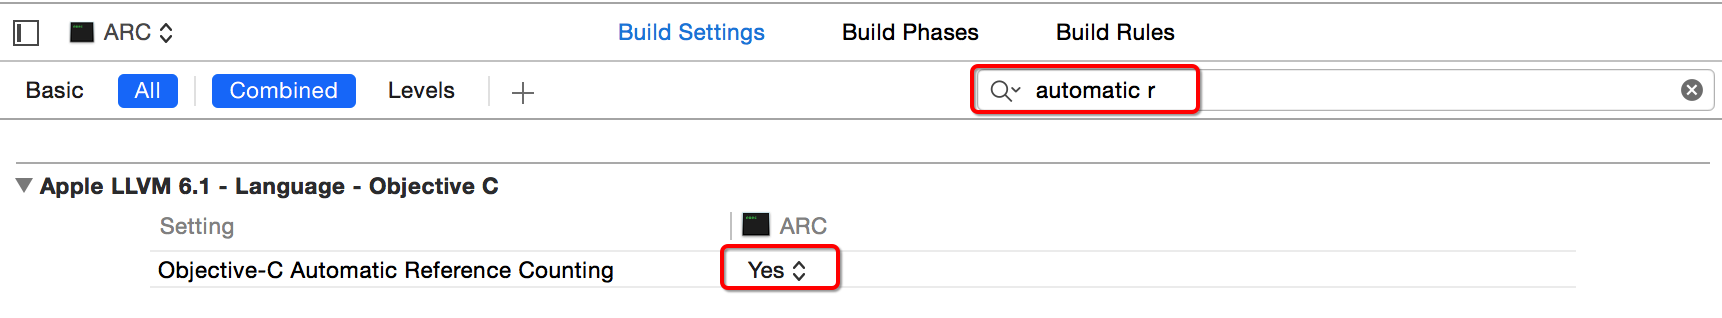 ARC Build Settings Build Phases Build Rules
Basic All Combined Levels automatic r
Apple LLVM 6.1 - Language - Objective C
Setting ARC
Objective-C Automatic Reference Counting Yes